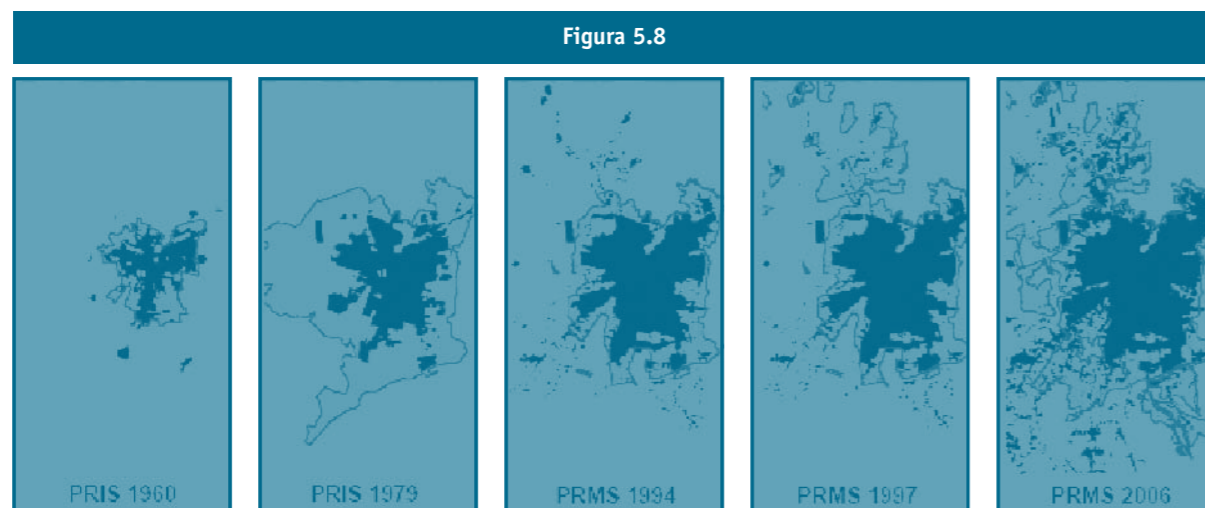 Figura 5.8
PRIS 1960
PRIS 1979
PRMS 1994
PRMS 1997
PRMS 2006